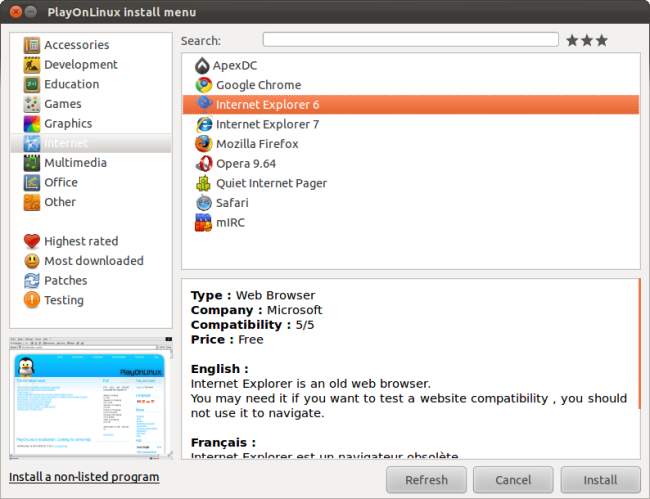 PlayOnLinux install menu
Accessories
Development
Education
Games
Graphics
Internet
Multimedia
Office
Other
Highest rated
Most downloaded
Patches
Testing
PlayOnLinux
Install a non-listed program
Search:
ApexDC
Google Chrome
Internet Explorer 6
Internet Explorer 7
Mozilla Firefox
Opera 9.64
Quiet Internet Pager
Safari
mIRC
Type : Web Browser
Company : Microsoft
Compatibility : 5/5
Price : Free
English :
Internet Explorer is an old web browser.
You may need it if you want to test a website compatibility , you should
not use it to navigate.
Français :
Internet Explorer est un navigateur obsolète
Refresh
Cancel
Install